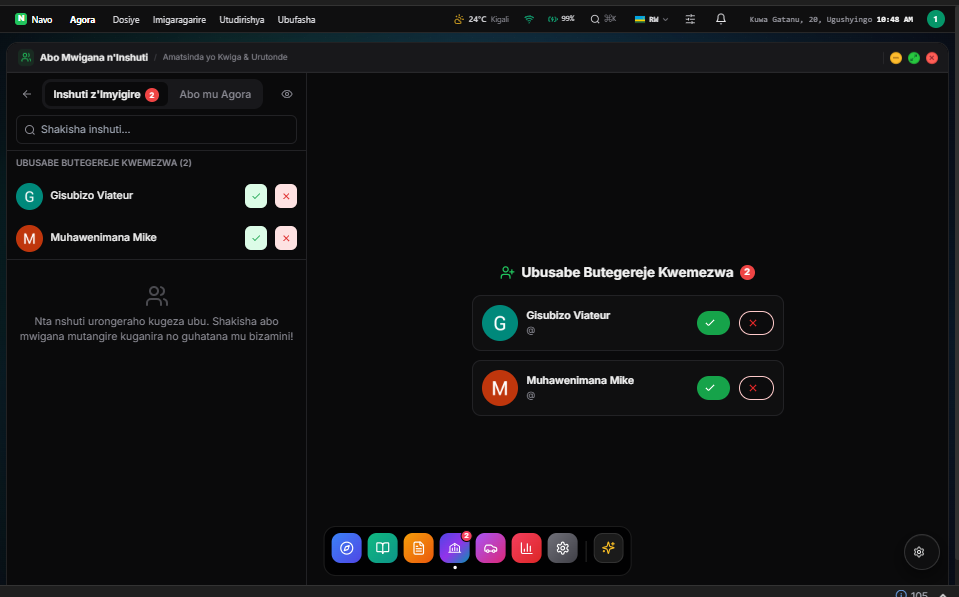 N Navo Agora Dosiye Imigaragarire Ututdirishya Ubufasha 24°C Kigali 99% ⌘K RW Kuwa Gatanu, 20, Ugushyingo 10:48 AM 1
Abo Mwigana n'Inshuti / Amatsinda yo Kwiga & Urutonde
Inshuti z'Imyigire 2 Abo mu Agora
Shakisha inshuti...
UBUSABE BUTEGEREJE KWEMEZWA (2)
G Gisubizo Viateur
M Muhawenimana Mike
Nta nshuti urongeraho kugeza ubu. Shakisha abo
mwigana mutangire kuganira no guhatana mu bizamini!
Ubusabe Butegereje Kwemezwa 2
G Gisubizo Viateur
@
M Muhawenimana Mike
@
2
105